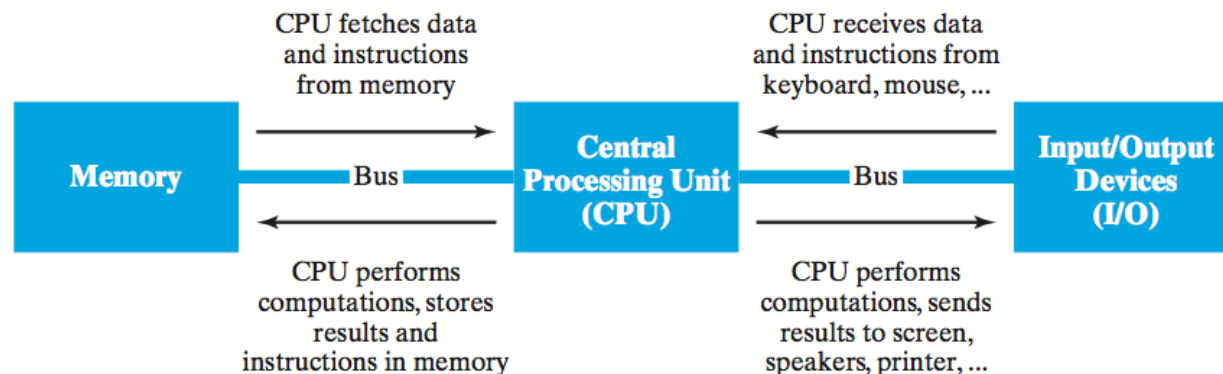 CPU fetches data
and instructions
from memory
CPU receives data
and instructions from
keyboard, mouse, ...
Memory
Bus
Central
Processing Unit
(CPU)
Bus
Input/Output
Devices
(I/O)
CPU performs
computations, stores
results and
instructions in memory
CPU performs
computations, sends
results to screen,
speakers, printer, ...